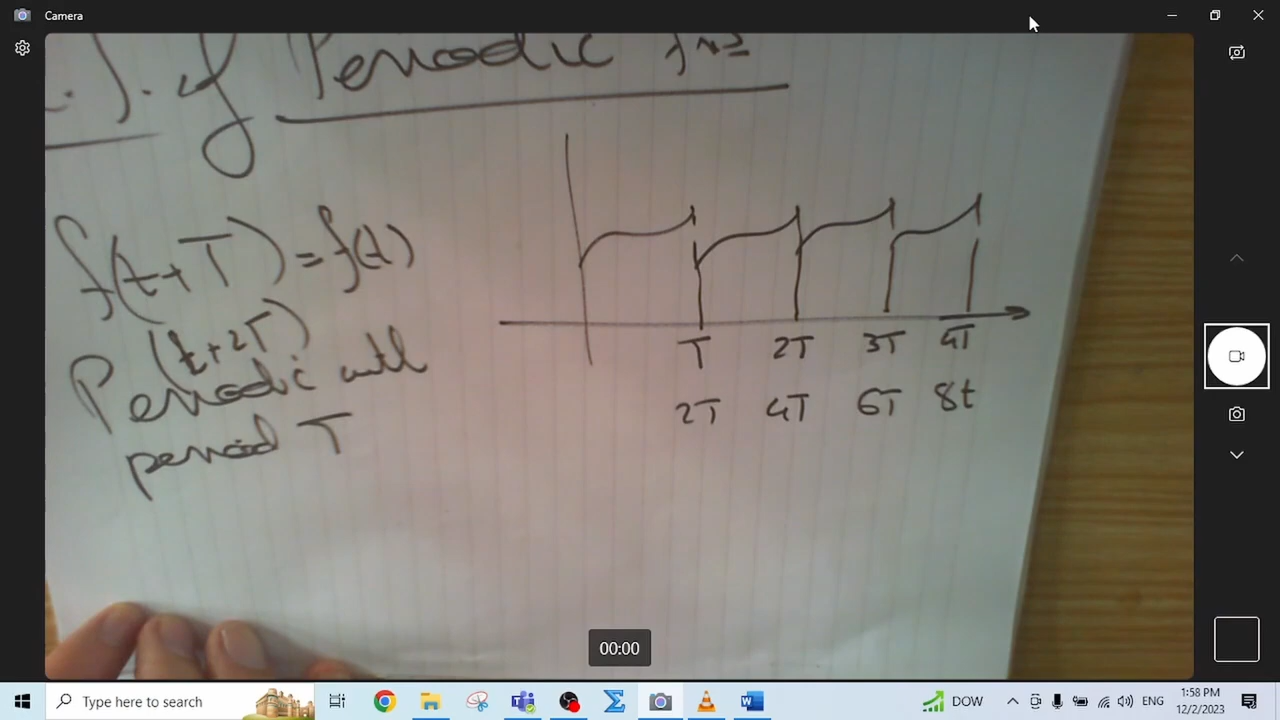 Camera
of Periodic fns
f(t+T) = f(t)
(t+2T)
Periodic with
period T
T 2T 3T 4T
2T 4T 6T 8t
00:00
Type here to search
DOW
ENG
1:58 PM
12/2/2023